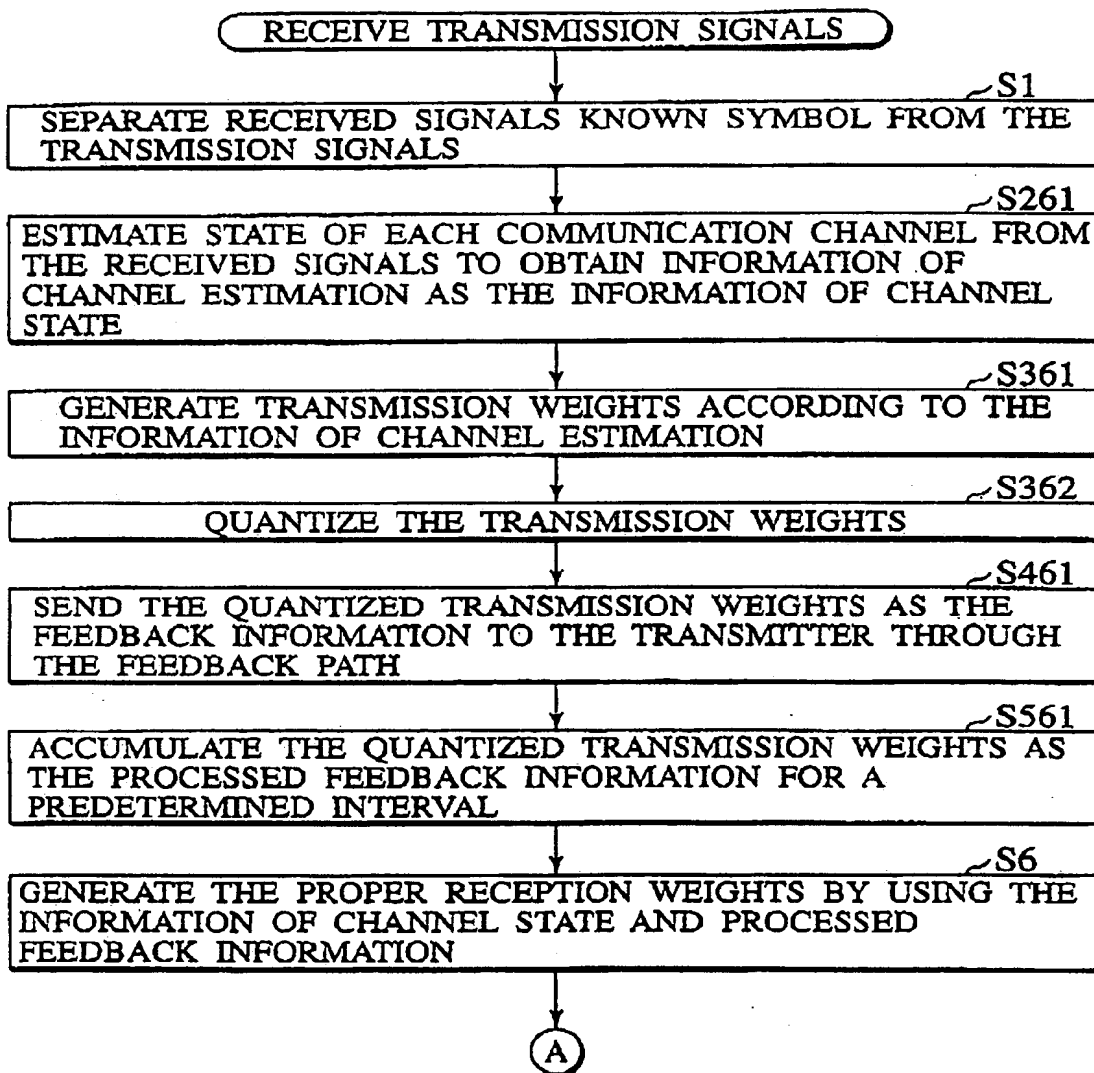 RECEIVE TRANSMISSION SIGNALS
S1
SEPARATE RECEIVED SIGNALS KNOWN SYMBOL FROM THE
TRANSMISSION SIGNALS
S261
ESTIMATE STATE OF EACH COMMUNICATION CHANNEL FROM
THE RECEIVED SIGNALS TO OBTAIN INFORMATION OF
CHANNEL ESTIMATION AS THE INFORMATION OF CHANNEL
STATE
S361
GENERATE TRANSMISSION WEIGHTS ACCORDING TO THE
INFORMATION OF CHANNEL ESTIMATION
S362
QUANTIZE THE TRANSMISSION WEIGHTS
S461
SEND THE QUANTIZED TRANSMISSION WEIGHTS AS THE
FEEDBACK INFORMATION TO THE TRANSMITTER THROUGH
THE FEEDBACK PATH
S561
ACCUMULATE THE QUANTIZED TRANSMISSION WEIGHTS AS
THE PROCESSED FEEDBACK INFORMATION FOR A
PREDETERMINED INTERVAL
S6
GENERATE THE PROPER RECEPTION WEIGHTS BY USING THE
INFORMATION OF CHANNEL STATE AND PROCESSED
FEEDBACK INFORMATION
A